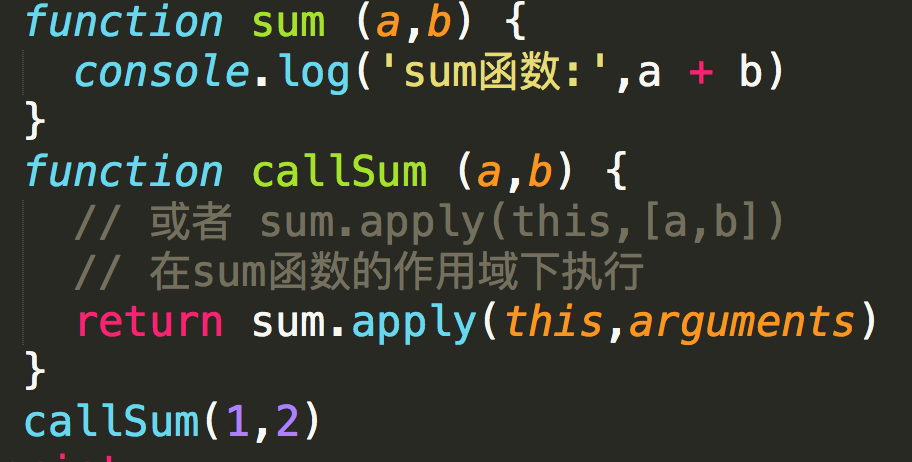 function sum (a,b) {
  console.log('sum函数:',a + b)
}
function callSum (a,b) {
  // 或者 sum.apply(this,[a,b])
  // 在sum函数的作用域下执行
  return sum.apply(this,arguments)
}
callSum(1,2)